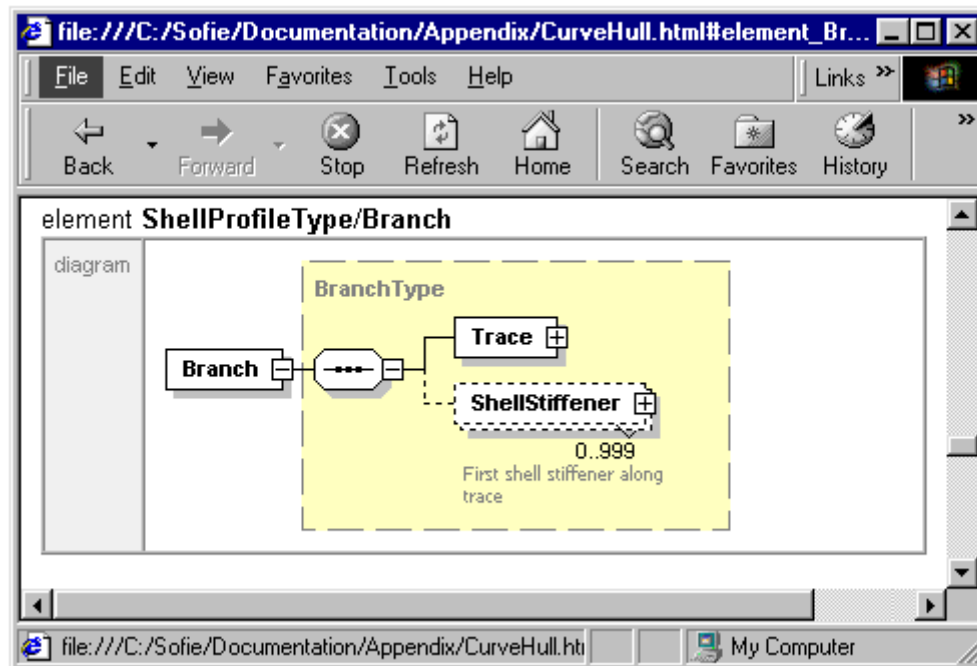 file:///C:/Sofie/Documentation/Appendix/CurveHull.html#element_Br...
File Edit View Favorites Tools Help Links »
Back Forward Stop Refresh Home Search Favorites History »
element ShellProfileType/Branch
diagram
BranchType
Trace
Branch
ShellStiffener
0..999
First shell stiffener along
trace
file:///C:/Sofie/Documentation/Appendix/CurveHull.ht My Computer